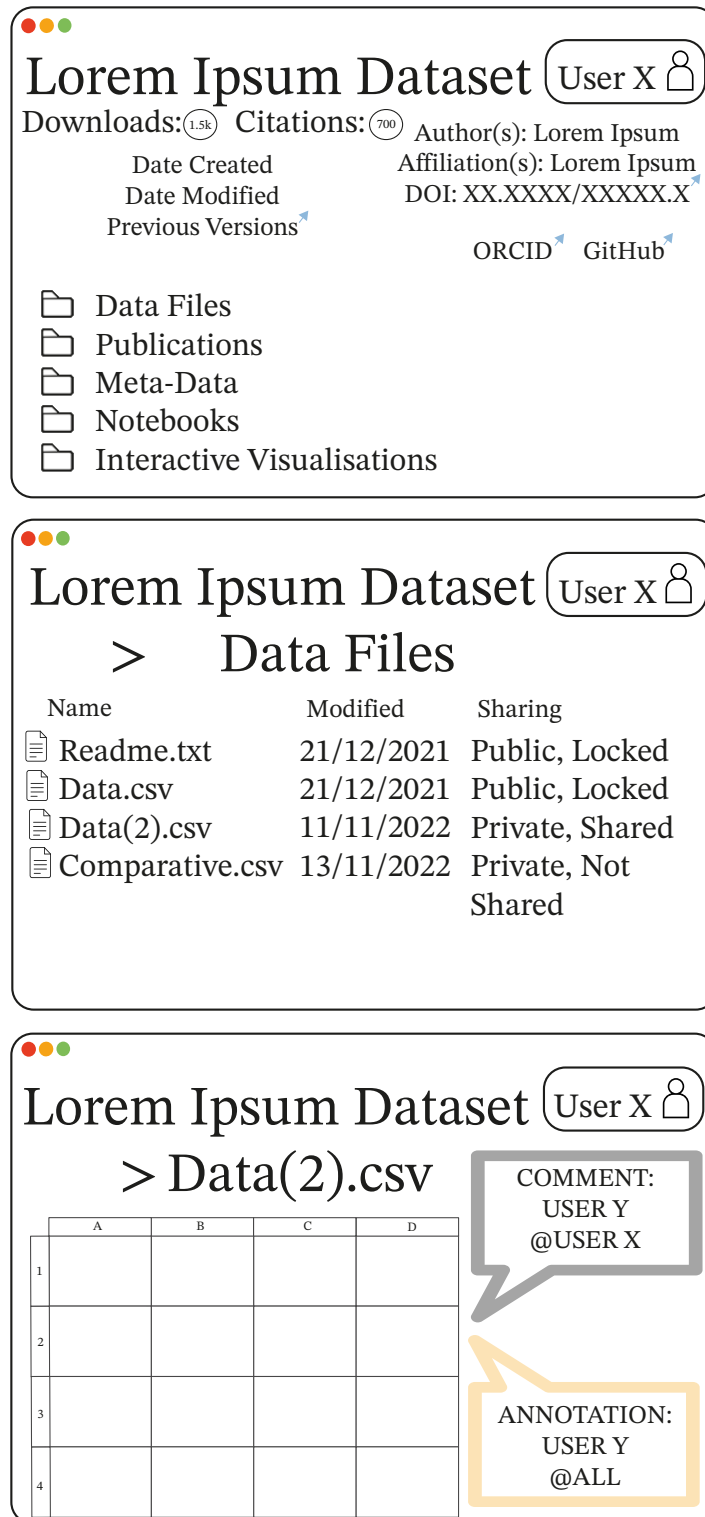 Lorem Ipsum Dataset
User X
Downloads: 1.5k Citations: 700
Author(s): Lorem Ipsum
Affiliation(s): Lorem Ipsum
DOI: XX.XXXX/XXXXX.X
Date Created
Date Modified
Previous Versions
ORCID GitHub
Data Files
Publications
Meta-Data
Notebooks
Interactive Visualisations
Lorem Ipsum Dataset
User X
> Data Files
Name Modified Sharing
Readme.txt 21/12/2021 Public, Locked
Data.csv 21/12/2021 Public, Locked
Data(2).csv 11/11/2022 Private, Shared
Comparative.csv 13/11/2022 Private, Not
Shared
Lorem Ipsum Dataset
User X
> Data(2).csv
A B C D
1
2
3
4
COMMENT:
USER Y
@USER X
ANNOTATION:
USER Y
@ALL